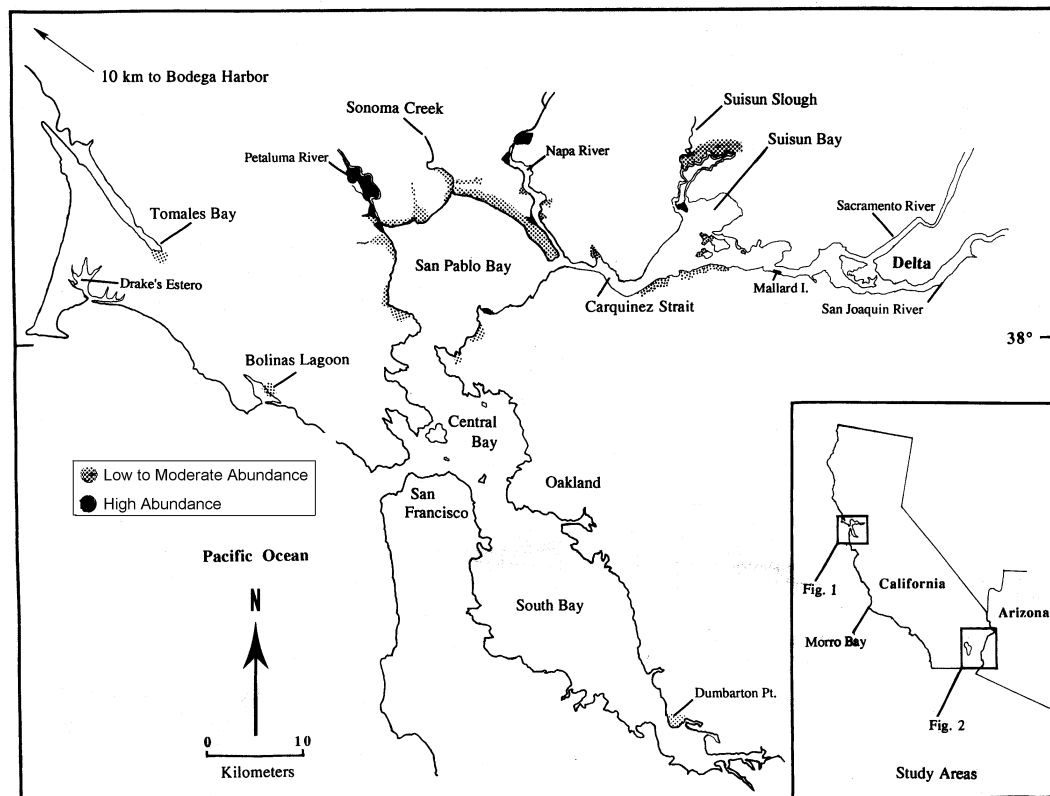 10 km to Bodega Harbor
Sonoma Creek
Suisun Slough
Suisun Bay
Petaluma River
Napa River
Tomales Bay
Sacramento River
Drake's Estero
San Pablo Bay
Delta
Mallard I.
Carquinez Strait
San Joaquin River
38°
Bolinas Lagoon
Central
Bay
Low to Moderate Abundance
High Abundance
San
Francisco
Oakland
Pacific Ocean
N
South Bay
Dumbarton Pt.
0 10
Kilometers
California
Fig. 1
Arizona
Morro Bay
Fig. 2
Study Areas